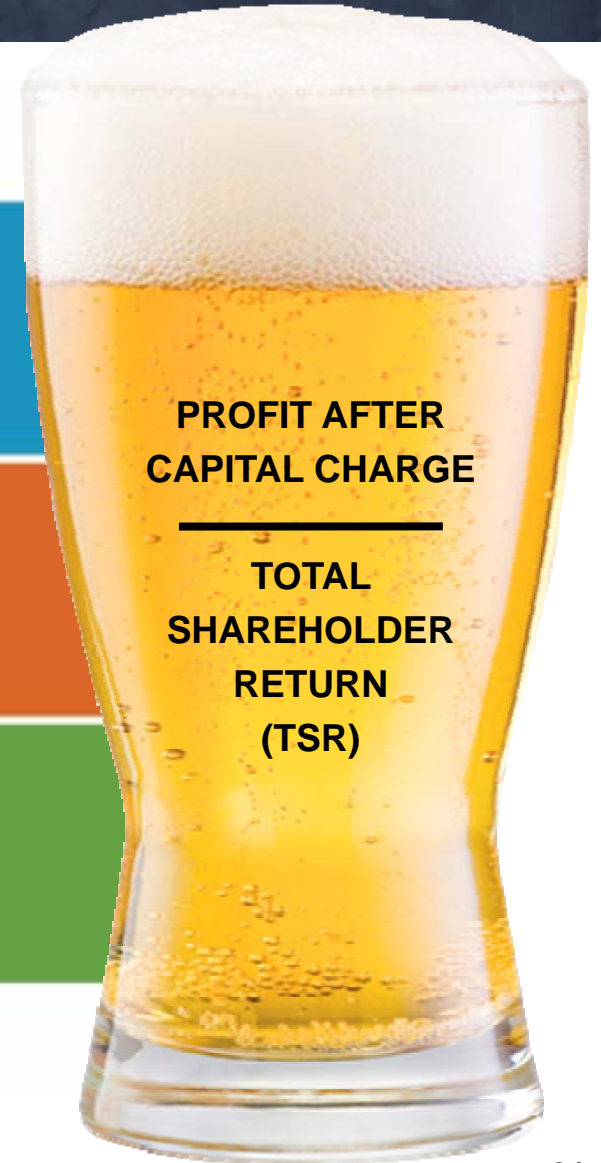 PROFIT AFTER
CAPITAL CHARGE
TOTAL
SHAREHOLDER
RETURN
(TSR)